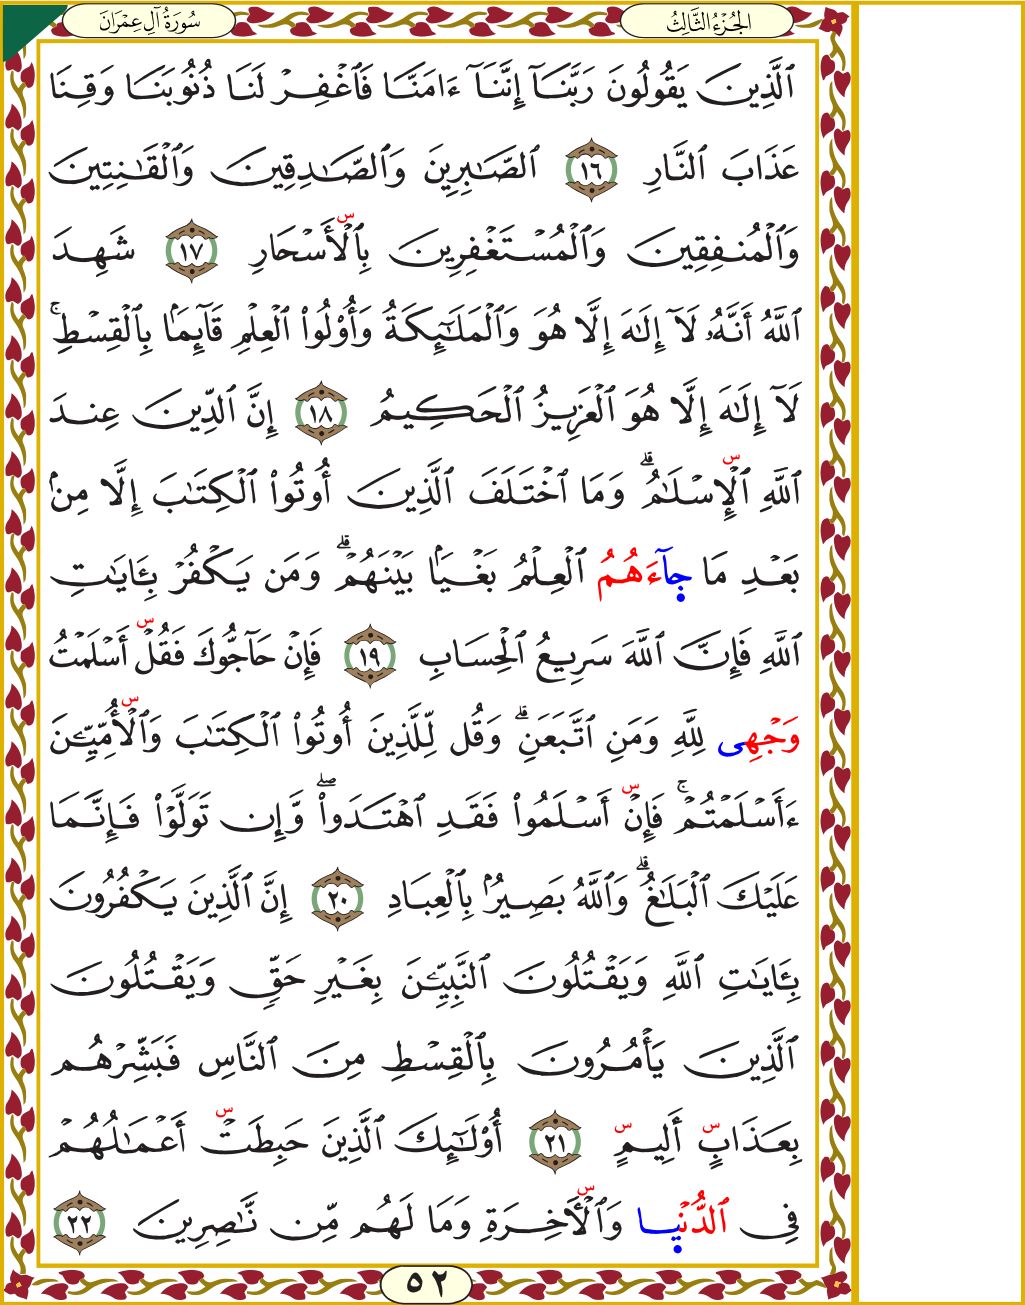 الجُزْءُ الثَّالِثُ
سُورَةُ آلِ عِمْرَانَ
ٱلَّذِينَ يَقُولُونَ رَبَّنَآ إِنَّنَآ ءَامَنَّا فَٱغْفِرْ لَنَا ذُنُوبَنَا وَقِنَا
عَذَابَ ٱلنَّارِ ١٦ ٱلصَّٰبِرِينَ وَٱلصَّٰدِقِينَ وَٱلْقَٰنِتِينَ
وَٱلْمُنفِقِينَ وَٱلْمُسْتَغْفِرِينَ بِٱلْأَسْحَارِ ١٧ شَهِدَ
ٱللَّهُ أَنَّهُۥ لَآ إِلَٰهَ إِلَّا هُوَ وَٱلْمَلَٰٓئِكَةُ وَأُو۟لُوا۟ ٱلْعِلْمِ قَآئِمَۢا بِٱلْقِسْطِ ۚ
لَآ إِلَٰهَ إِلَّا هُوَ ٱلْعَزِيزُ ٱلْحَكِيمُ ١٨ إِنَّ ٱلدِّينَ عِندَ
ٱللَّهِ ٱلْإِسْلَٰمُ ۗ وَمَا ٱخْتَلَفَ ٱلَّذِينَ أُوتُوا۟ ٱلْكِتَٰبَ إِلَّا مِنۢ
بَعْدِ مَا جَآءَهُمُ ٱلْعِلْمُ بَغْيَۢا بَيْنَهُمْ ۗ وَمَن يَكْفُرْ بِـَٔايَٰتِ
ٱللَّهِ فَإِنَّ ٱللَّهَ سَرِيعُ ٱلْحِسَابِ ١٩ فَإِنْ حَآجُّوكَ فَقُلْ أَسْلَمْتُ
وَجْهِى لِلَّهِ وَمَنِ ٱتَّبَعَنِ ۗ وَقُل لِّلَّذِينَ أُوتُوا۟ ٱلْكِتَٰبَ وَٱلْأُمِّيِّـۧنَ
ءَأَسْلَمْتُمْ ۚ فَإِنْ أَسْلَمُوا۟ فَقَدِ ٱهْتَدَوا۟ ۖ وَّإِن تَوَلَّوْا۟ فَإِنَّمَا
عَلَيْكَ ٱلْبَلَٰغُ ۗ وَٱللَّهُ بَصِيرُۢ بِٱلْعِبَادِ ٢٠ إِنَّ ٱلَّذِينَ يَكْفُرُونَ
بِـَٔايَٰتِ ٱللَّهِ وَيَقْتُلُونَ ٱلنَّبِيِّـۧنَ بِغَيْرِ حَقٍّ وَيَقْتُلُونَ
ٱلَّذِينَ يَأْمُرُونَ بِٱلْقِسْطِ مِنَ ٱلنَّاسِ فَبَشِّرْهُم
بِعَذَابٍ أَلِيمٍ ٢١ أُو۟لَٰٓئِكَ ٱلَّذِينَ حَبِطَتْ أَعْمَٰلُهُمْ
فِى ٱلدُّنْيَا وَٱلْءَاخِرَةِ وَمَا لَهُم مِّن نَّٰصِرِينَ ٢٢
٥٢